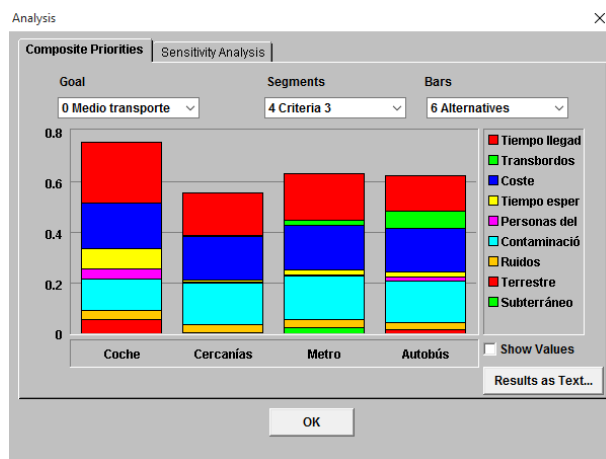 Analysis
Composite Priorities
Sensitivity Analysis
Goal
Segments
Bars
0 Medio transporte
4 Criteria 3
6 Alternatives
0.8
0.6
0.4
0.2
0
Tiempo llegad
Transbordos
Coste
Tiempo esper
Personas del
Contaminació
Ruidos
Terrestre
Subterráneo
Coche
Cercanías
Metro
Autobús
Show Values
Results as Text...
OK